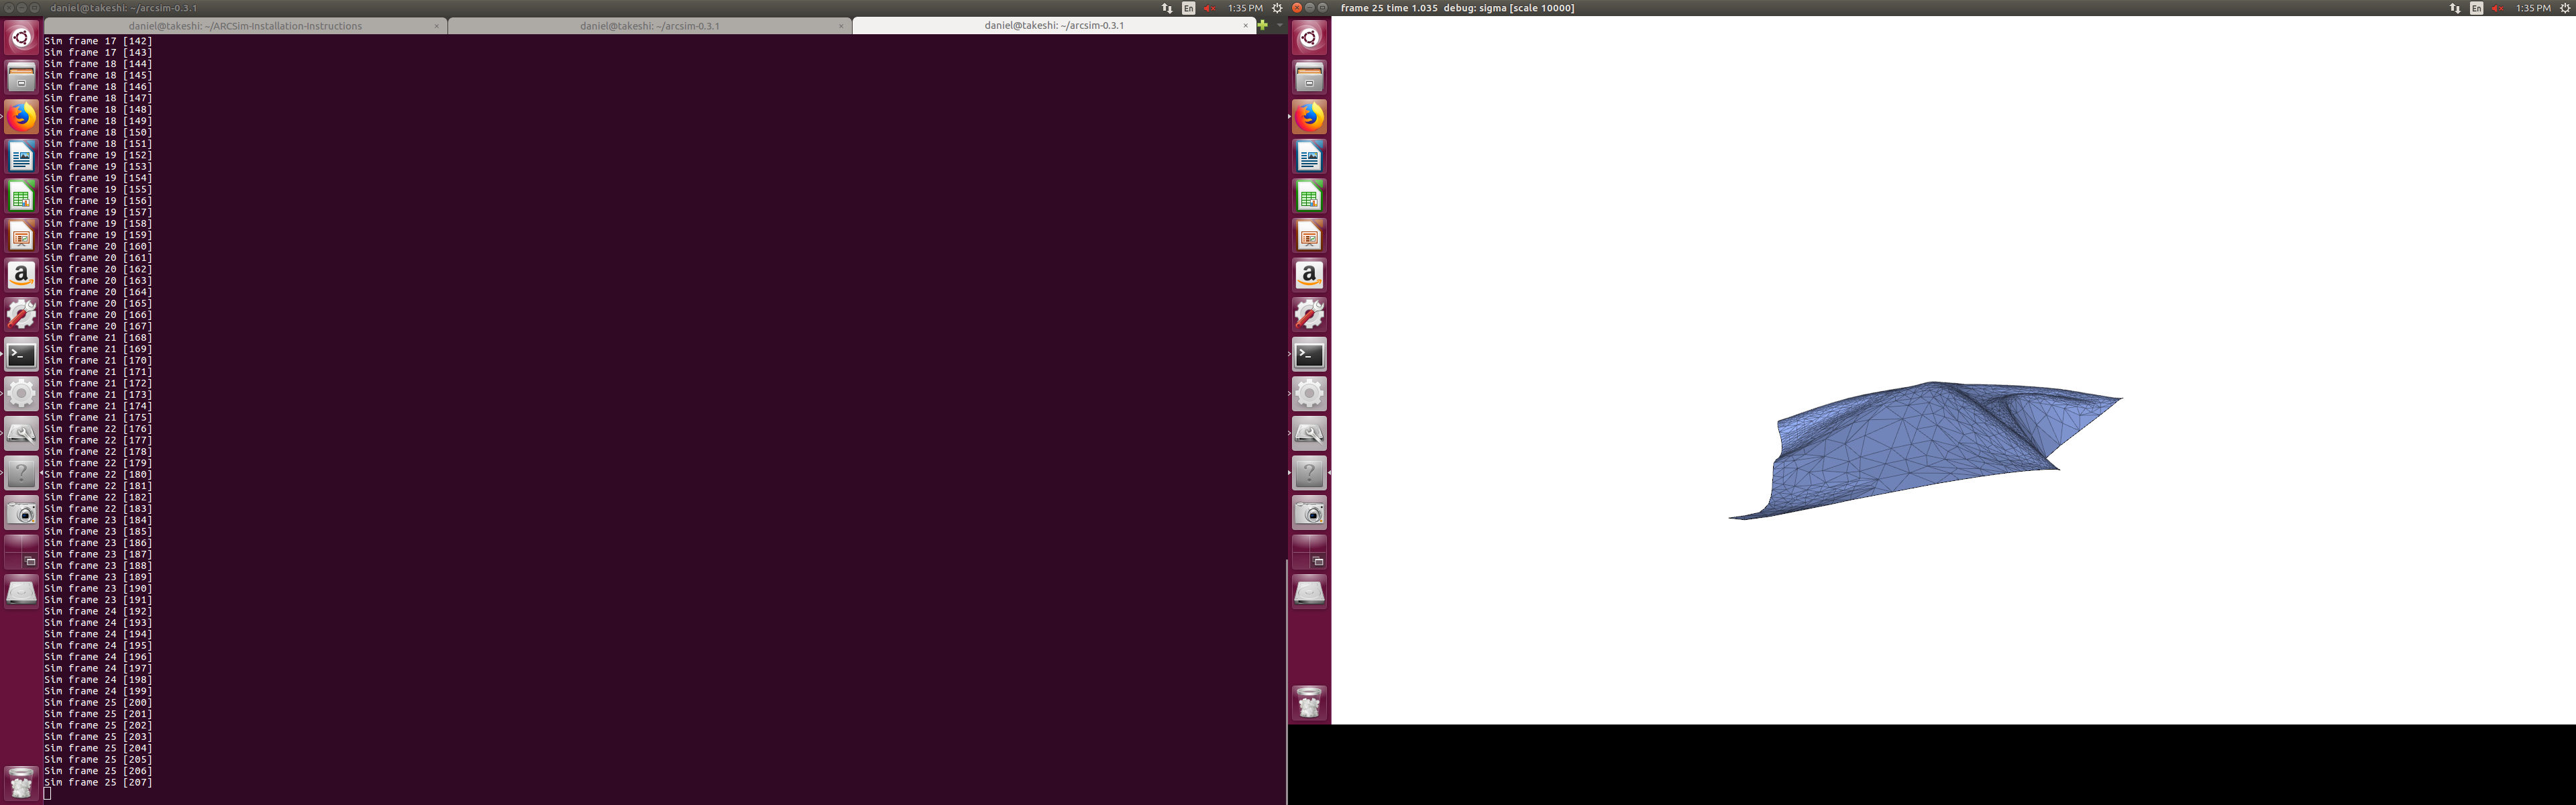 daniel@takeshi: ~/arcsim-0.3.1
En
1:35 PM
daniel@takeshi: ~/ARCSim-Installation-Instructions ×
daniel@takeshi: ~/arcsim-0.3.1 ×
daniel@takeshi: ~/arcsim-0.3.1 ×
Sim frame 17 [142]
Sim frame 17 [143]
Sim frame 18 [144]
Sim frame 18 [145]
Sim frame 18 [146]
Sim frame 18 [147]
Sim frame 18 [148]
Sim frame 18 [149]
Sim frame 18 [150]
Sim frame 18 [151]
Sim frame 19 [152]
Sim frame 19 [153]
Sim frame 19 [154]
Sim frame 19 [155]
Sim frame 19 [156]
Sim frame 19 [157]
Sim frame 19 [158]
Sim frame 19 [159]
Sim frame 20 [160]
Sim frame 20 [161]
Sim frame 20 [162]
Sim frame 20 [163]
Sim frame 20 [164]
Sim frame 20 [165]
Sim frame 20 [166]
Sim frame 20 [167]
Sim frame 21 [168]
Sim frame 21 [169]
Sim frame 21 [170]
Sim frame 21 [171]
Sim frame 21 [172]
Sim frame 21 [173]
Sim frame 21 [174]
Sim frame 21 [175]
Sim frame 22 [176]
Sim frame 22 [177]
Sim frame 22 [178]
Sim frame 22 [179]
Sim frame 22 [180]
Sim frame 22 [181]
Sim frame 22 [182]
Sim frame 22 [183]
Sim frame 23 [184]
Sim frame 23 [185]
Sim frame 23 [186]
Sim frame 23 [187]
Sim frame 23 [188]
Sim frame 23 [189]
Sim frame 23 [190]
Sim frame 23 [191]
Sim frame 24 [192]
Sim frame 24 [193]
Sim frame 24 [194]
Sim frame 24 [195]
Sim frame 24 [196]
Sim frame 24 [197]
Sim frame 24 [198]
Sim frame 24 [199]
Sim frame 25 [200]
Sim frame 25 [201]
Sim frame 25 [202]
Sim frame 25 [203]
Sim frame 25 [204]
Sim frame 25 [205]
Sim frame 25 [206]
Sim frame 25 [207]
frame 25 time 1.035 debug: sigma [scale 10000]
En
1:35 PM